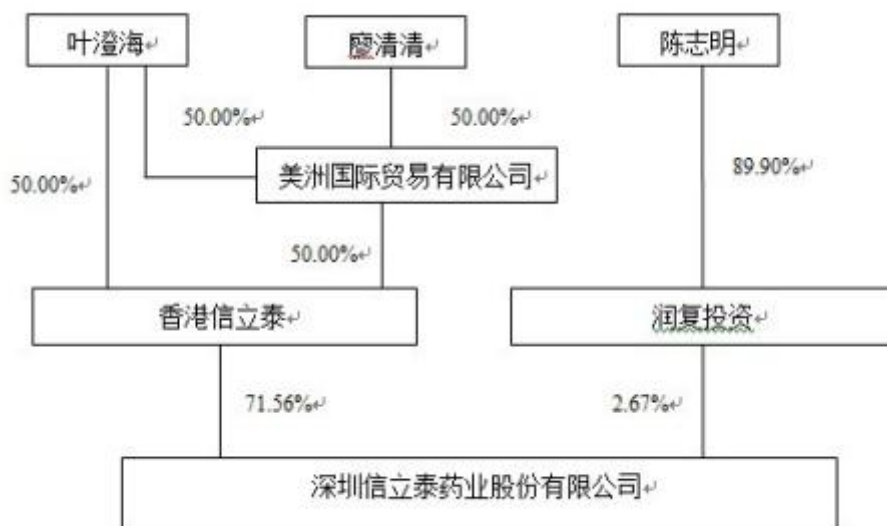 叶澄海↵
廖清清↵
陈志明↵
50.00%↵
50.00%↵
50.00%↵
美洲国际贸易有限公司↵
89.90%↵
50.00%↵
香港信立泰↵
润复投资↵
71.56%↵
2.67%↵
深圳信立泰药业股份有限公司↵